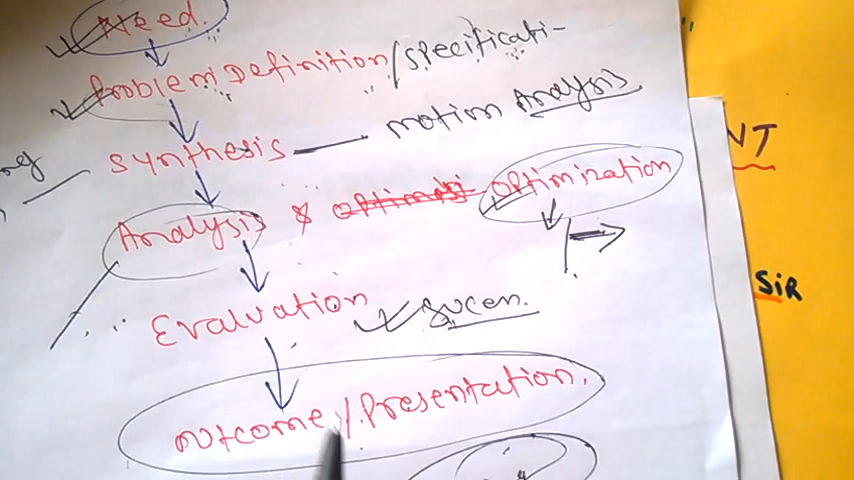 Need.
Problem Definition/specificati-
Synthesis — motion Analysis
Analysis & optimization
Evaluation
outcome/Presentation.
NT
SiR